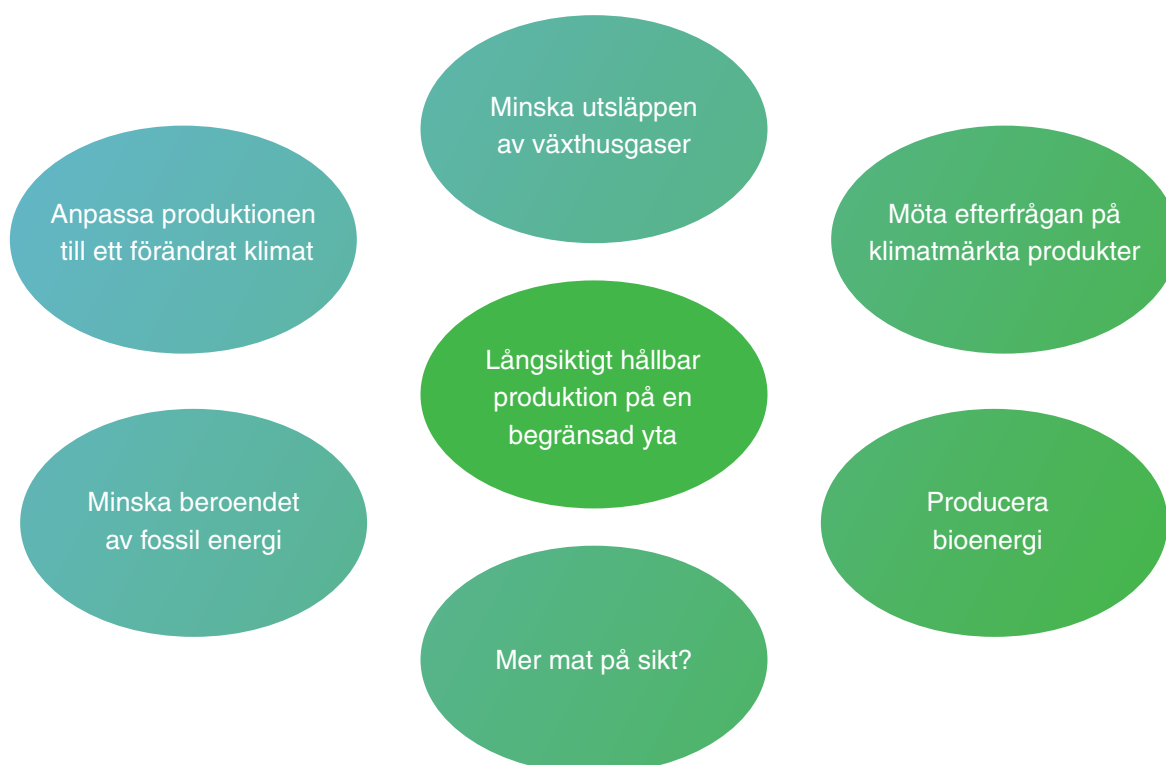 Minska utsläppen
av växthusgaser
Anpassa produktionen
till ett förändrat klimat
Möta efterfrågan på
klimatmärkta produkter
Långsiktigt hållbar
produktion på en
begränsad yta
Minska beroendet
av fossil energi
Producera
bioenergi
Mer mat på sikt?